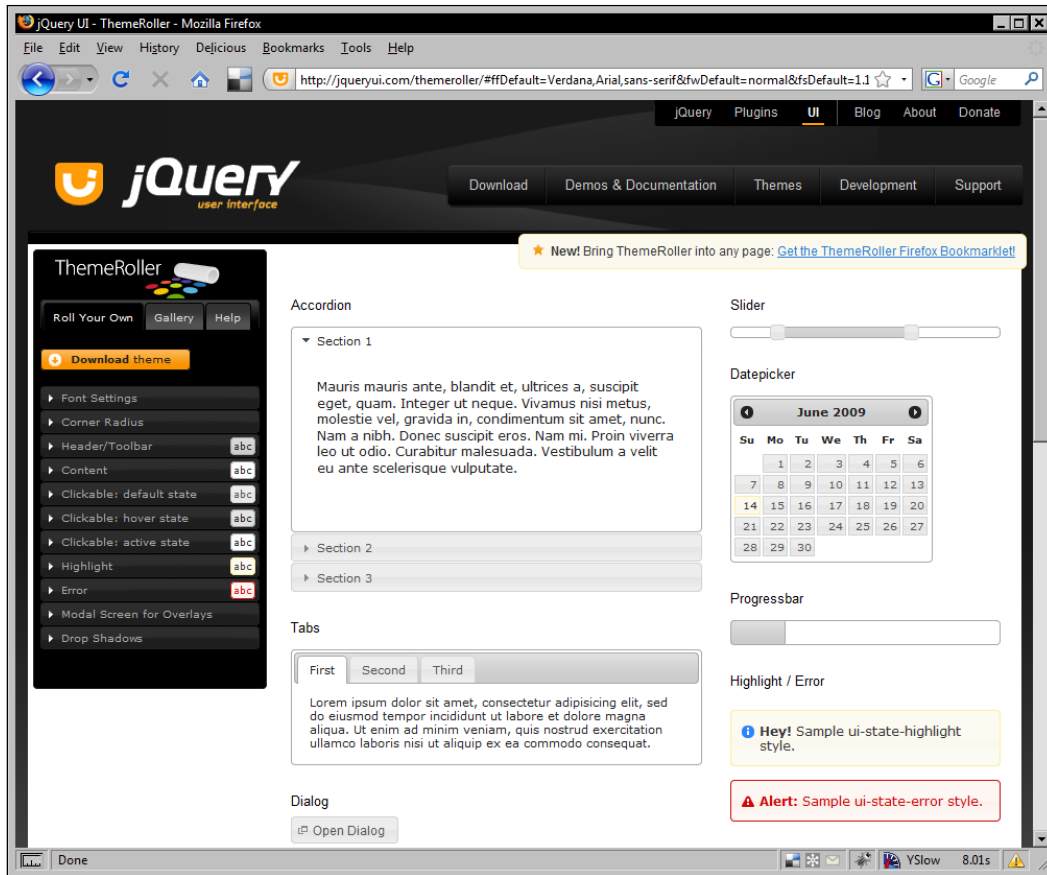 jQuery UI - ThemeRoller - Mozilla Firefox
File Edit View History Delicious Bookmarks Tools Help
http://jqueryui.com/themeroller/#ffDefault=Verdana,Arial,sans-serif&fwDefault=normal&fsDefault=1.1
G Google
jQuery Plugins UI Blog About Donate
jQuery
user interface
Download Demos & Documentation Themes Development Support
New! Bring ThemeRoller into any page: Get the ThemeRoller Firefox Bookmarklet!
ThemeRoller
Roll Your Own Gallery Help
Download theme
Font Settings
Corner Radius
Header/Toolbar abc
Content abc
Clickable: default state abc
Clickable: hover state abc
Clickable: active state abc
Highlight abc
Error abc
Modal Screen for Overlays
Drop Shadows
Accordion
Section 1
Mauris mauris ante, blandit et, ultrices a, suscipit
eget, quam. Integer ut neque. Vivamus nisi metus,
molestie vel, gravida in, condimentum sit amet, nunc.
Nam a nibh. Donec suscipit eros. Nam mi. Proin viverra
leo ut odio. Curabitur malesuada. Vestibulum a velit
eu ante scelerisque vulputate.
Section 2
Section 3
Tabs
First Second Third
Lorem ipsum dolor sit amet, consectetur adipisicing elit, sed
do eiusmod tempor incididunt ut labore et dolore magna
aliqua. Ut enim ad minim veniam, quis nostrud exercitation
ullamco laboris nisi ut aliquip ex ea commodo consequat.
Dialog
Open Dialog
Slider
Datepicker
June 2009
Su Mo Tu We Th Fr Sa
1 2 3 4 5 6
7 8 9 10 11 12 13
14 15 16 17 18 19 20
21 22 23 24 25 26 27
28 29 30
Progressbar
Highlight / Error
Hey! Sample ui-state-highlight
style.
Alert: Sample ui-state-error style.
Done YSlow 8.01s